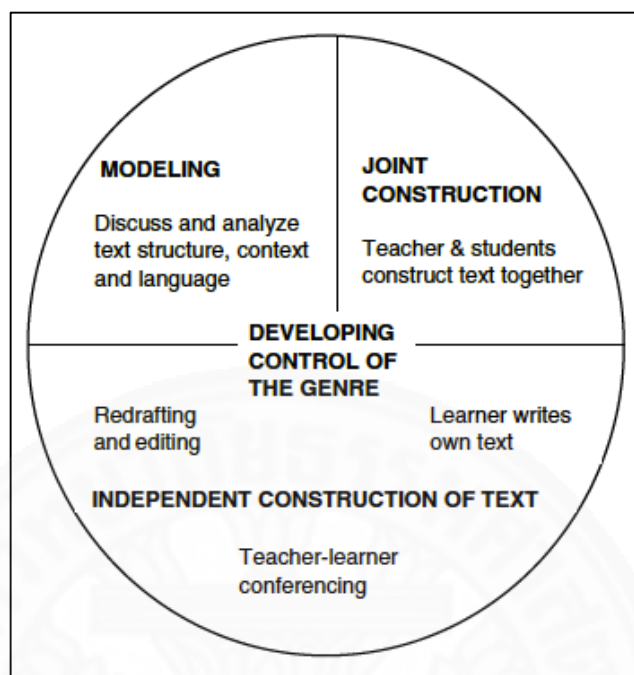 MODELING
Discuss and analyze
text structure, context
and language
JOINT
CONSTRUCTION
Teacher & students
construct text together
DEVELOPING
CONTROL OF
THE GENRE
Redrafting
and editing
Learner writes
own text
INDEPENDENT CONSTRUCTION OF TEXT
Teacher-learner
conferencing